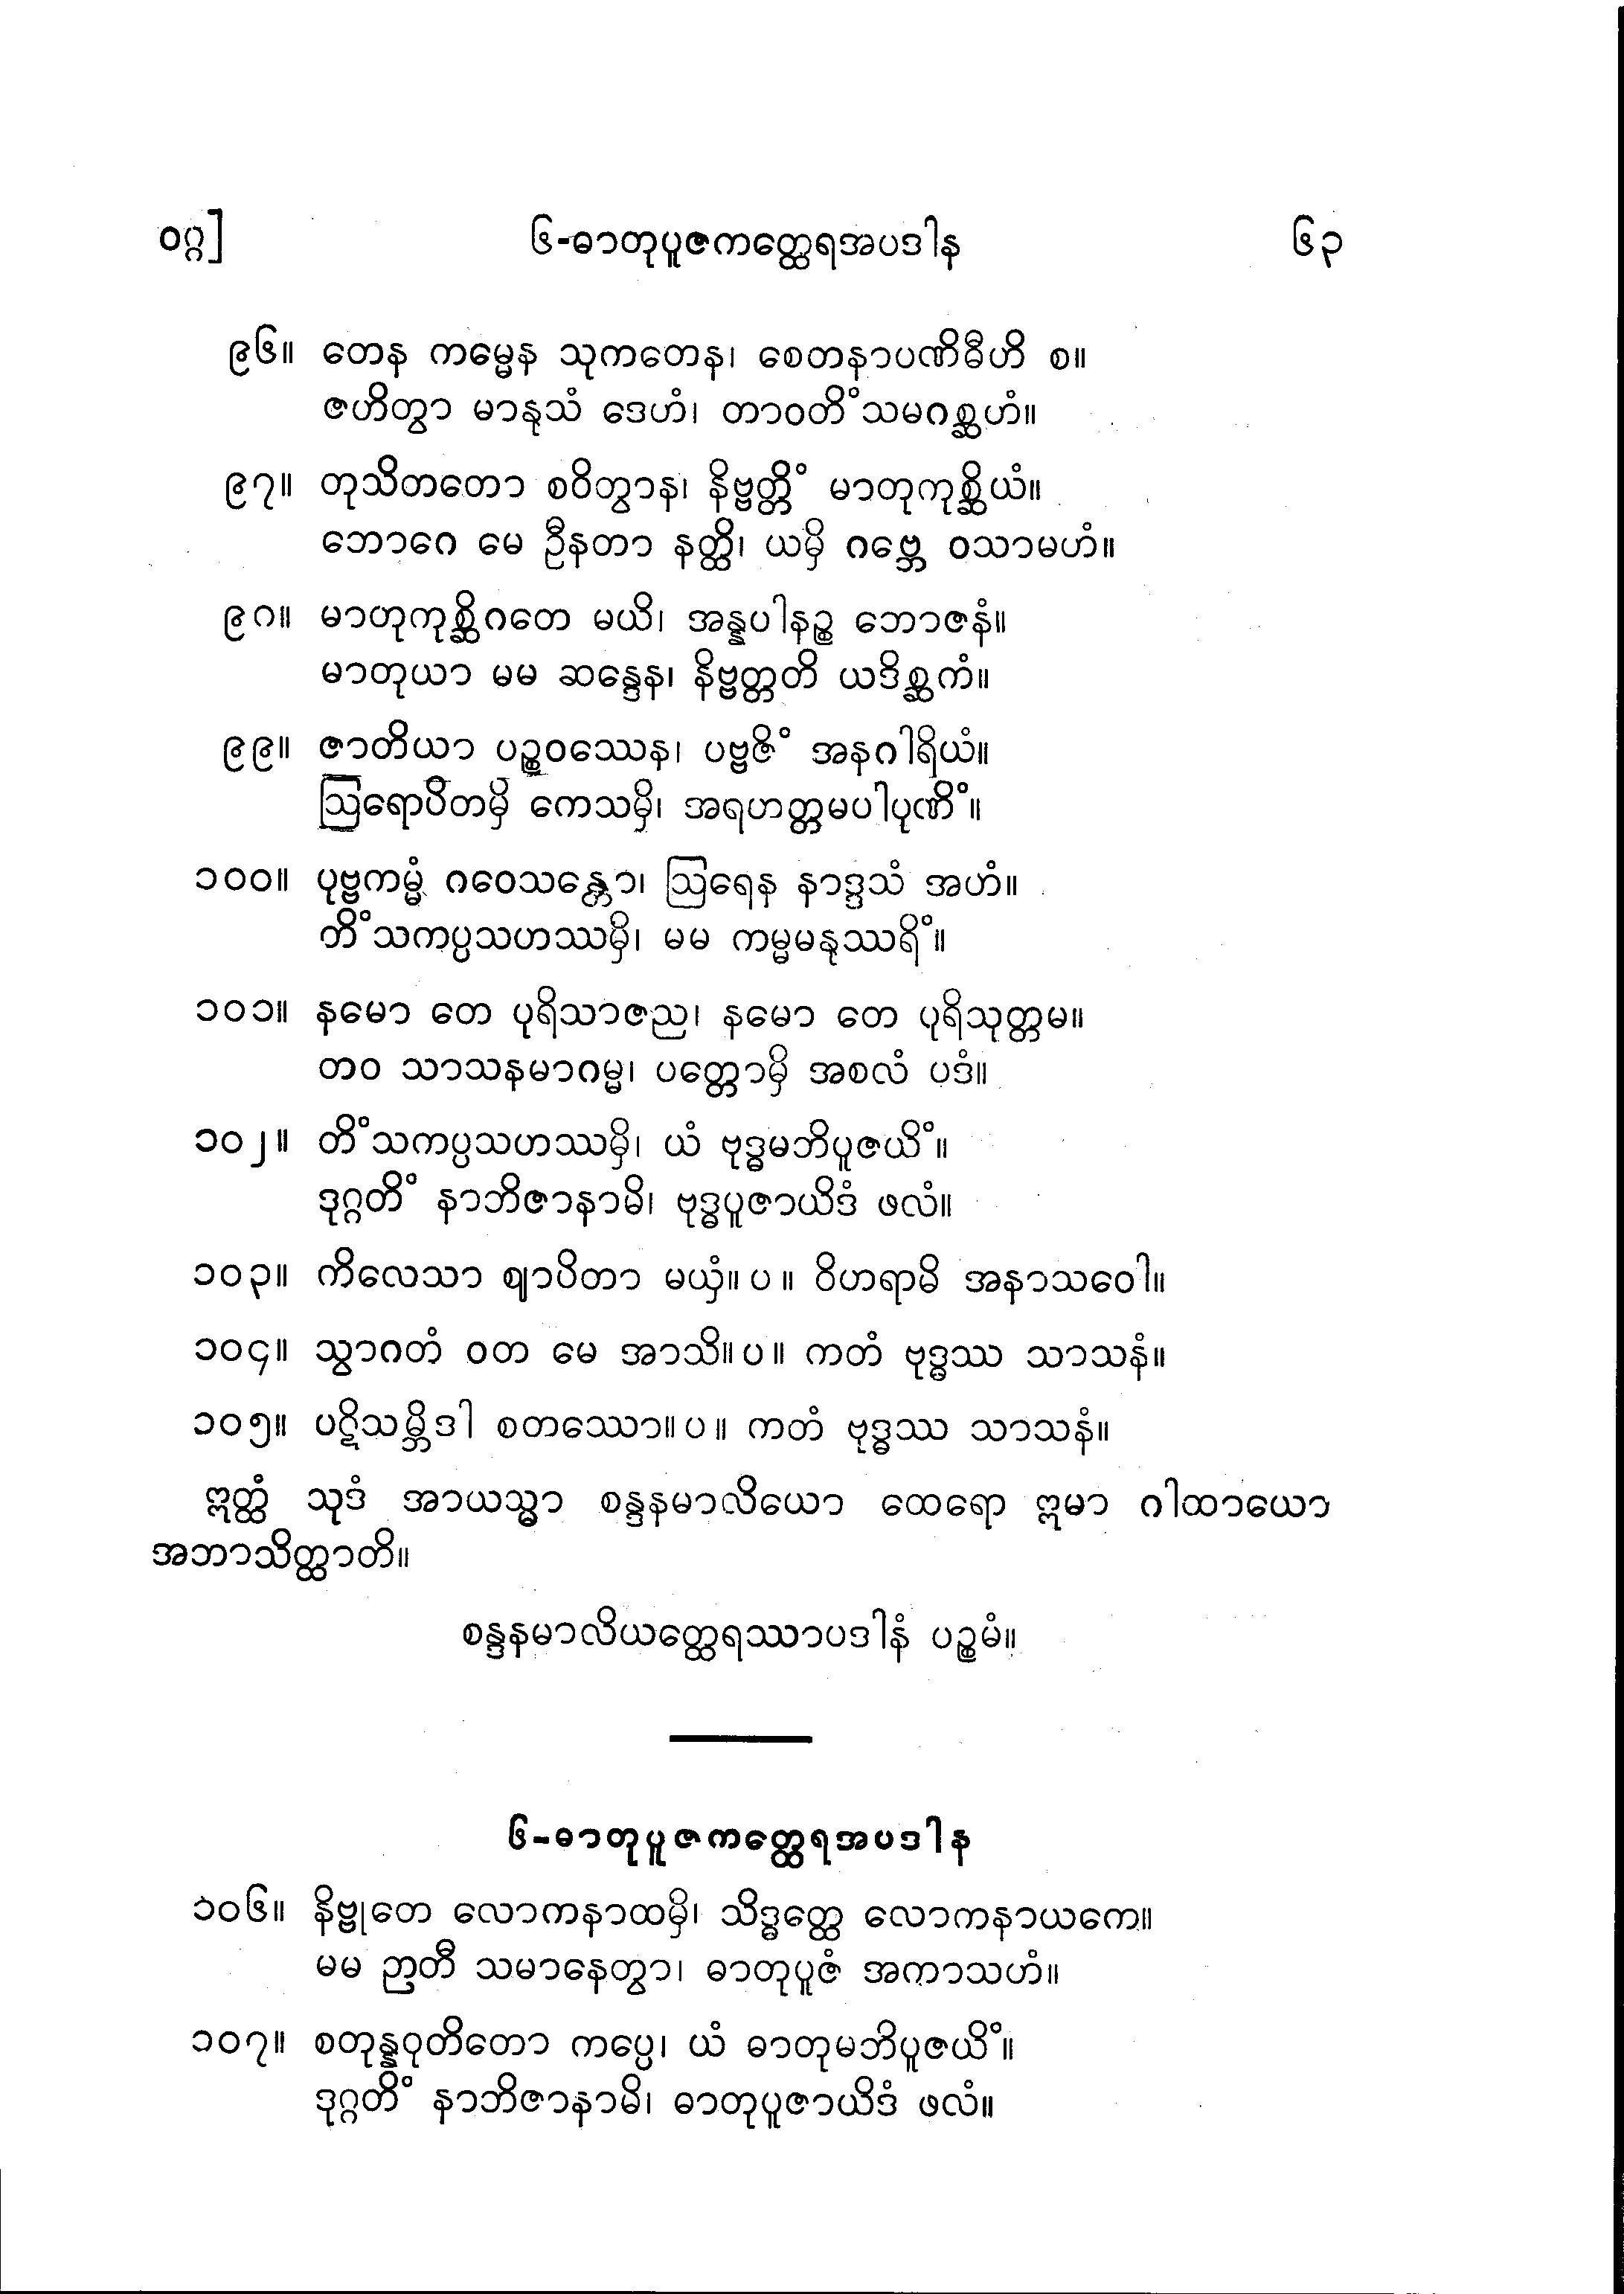 ဝဂ္ဂ] ၆-ဓာတုပူဇကတ္ထေရအပဒါန ၆၃
၉၆။ တေန ကမ္မေန သုကတေန၊ စေတနာပဏိဓီဟိ စ။
ဇဟိတွာ မာနုသံ ဒေဟံ၊ တာဝတိံသမဂစ္ဆဟံ။
၉၇။ တုသိတတော စဝိတွာန၊ နိဗ္ဗတ္တိံ မာတုကုစ္ဆိယံ။
ဘောဂေ မေ ဦနတာ နတ္ထိ၊ ယမှိ ဂဗ္ဘေ ဝသာမဟံ။
၉၈။ မာတုကုစ္ဆိဂတေ မယိ၊ အန္နပါနဉ္စ ဘောဇနံ။
မာတုယာ မမ ဆန္ဒေန၊ နိဗ္ဗတ္တတိ ယဒိစ္ဆကံ။
၉၉။ ဇာတိယာ ပဉ္စဝဿေန၊ ပဗ္ဗဇိံ အနဂါရိယံ။
ဩရောပိတမှိ ကေသမှိ၊ အရဟတ္တမပါပုဏိံ။
၁၀၀။ ပုဗ္ဗကမ္မံ ဂဝေသန္တော၊ ဩရေန နာဒ္ဒသံ အဟံ။
တိံသကပ္ပသဟဿမှိ၊ မမ ကမ္မမနုဿရိံ။
၁၀၁။ နမော တေ ပုရိသာဇည၊ နမော တေ ပုရိသုတ္တမ။
တဝ သာသနမာဂမ္မ၊ ပတ္တောမှိ အစလံ ပဒံ။
၁၀၂။ တိံသကပ္ပသဟဿမှိ၊ ယံ ဗုဒ္ဓမဘိပူဇယိံ။
ဒုဂ္ဂတိံ နာဘိဇာနာမိ၊ ဗုဒ္ဓပူဇာယိဒံ ဖလံ။
၁၀၃။ ကိလေသာ ဈာပိတာ မယှံ။ပ။ ဝိဟရာမိ အနာသဝေါ။
၁၀၄။ သွာဂတံ ဝတ မေ အာသိ။ပ။ ကတံ ဗုဒ္ဓဿ သာသနံ။
၁၀၅။ ပဋိသမ္ဘိဒါ စတဿော။ပ။ ကတံ ဗုဒ္ဓဿ သာသနံ။
ဣတ္ထံ သုဒံ အာယသ္မာ စန္ဒနမာလိယော ထေရော ဣမာ ဂါထာယော
အဘာသိတ္ထာတိ။
စန္ဒနမာလိယတ္ထေရဿာပဒါနံ ပဉ္စမံ။
၆-ဓာတုပူဇကတ္ထေရအပဒါန
၁၀၆။ နိဗ္ဗုတေ လောကနာထမှိ၊ သိဒ္ဓတ္ထေ လောကနာယကေ။
မမ ဉာတီ သမာနေတွာ၊ ဓာတုပူဇံ အကာသဟံ။
၁၀၇။ စတုန္နဝုတိတော ကပ္ပေ၊ ယံ ဓာတုမဘိပူဇယိံ။
ဒုဂ္ဂတိံ နာဘိဇာနာမိ၊ ဓာတုပူဇာယိဒံ ဖလံ။